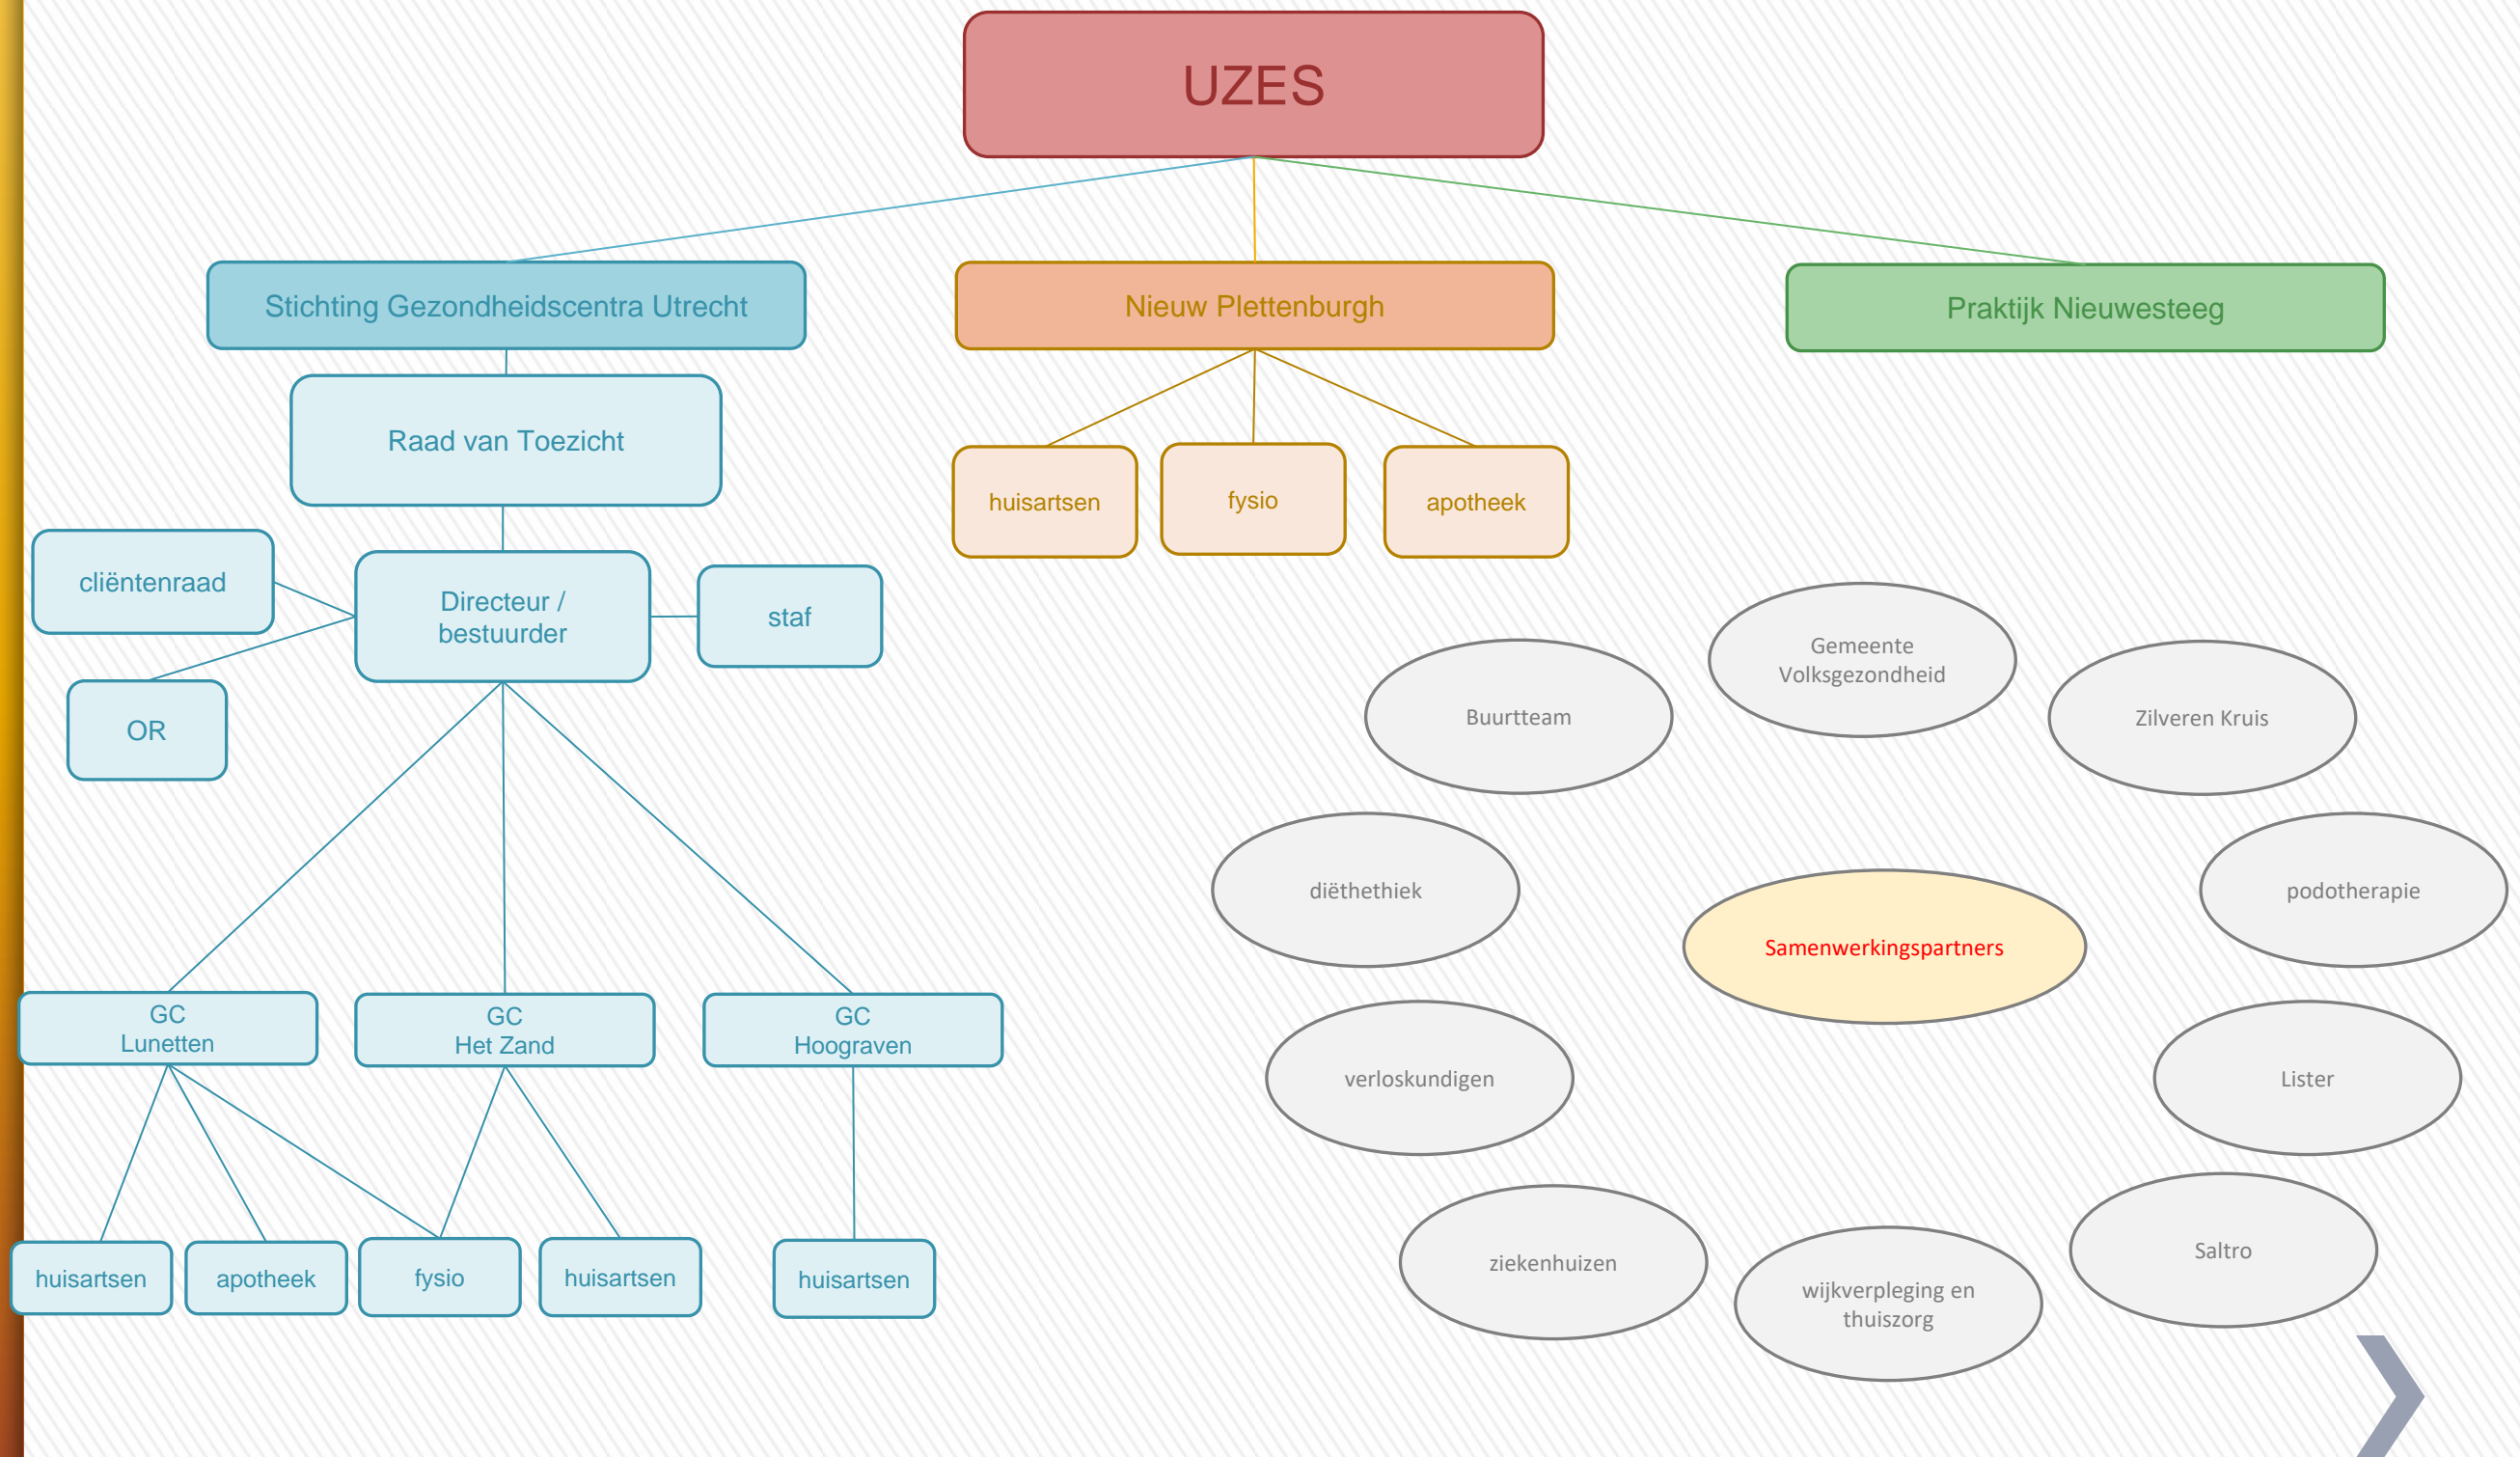 UZES
Stichting Gezondheidscentra Utrecht
Nieuw Plettenburgh
Praktijk Nieuwesteeg
Raad van Toezicht
huisartsen
fysio
apotheek
cliëntenraad
Directeur /
bestuurder
staf
OR
GC
Lunetten
GC
Het Zand
GC
Hoograven
huisartsen
apotheek
fysio
huisartsen
huisartsen
Gemeente
Volksgezondheid
Buurtteam
Zilveren Kruis
diëthethiek
podotherapie
Samenwerkingspartners
verloskundigen
Lister
ziekenhuizen
Saltro
wijkverpleging en
thuiszorg